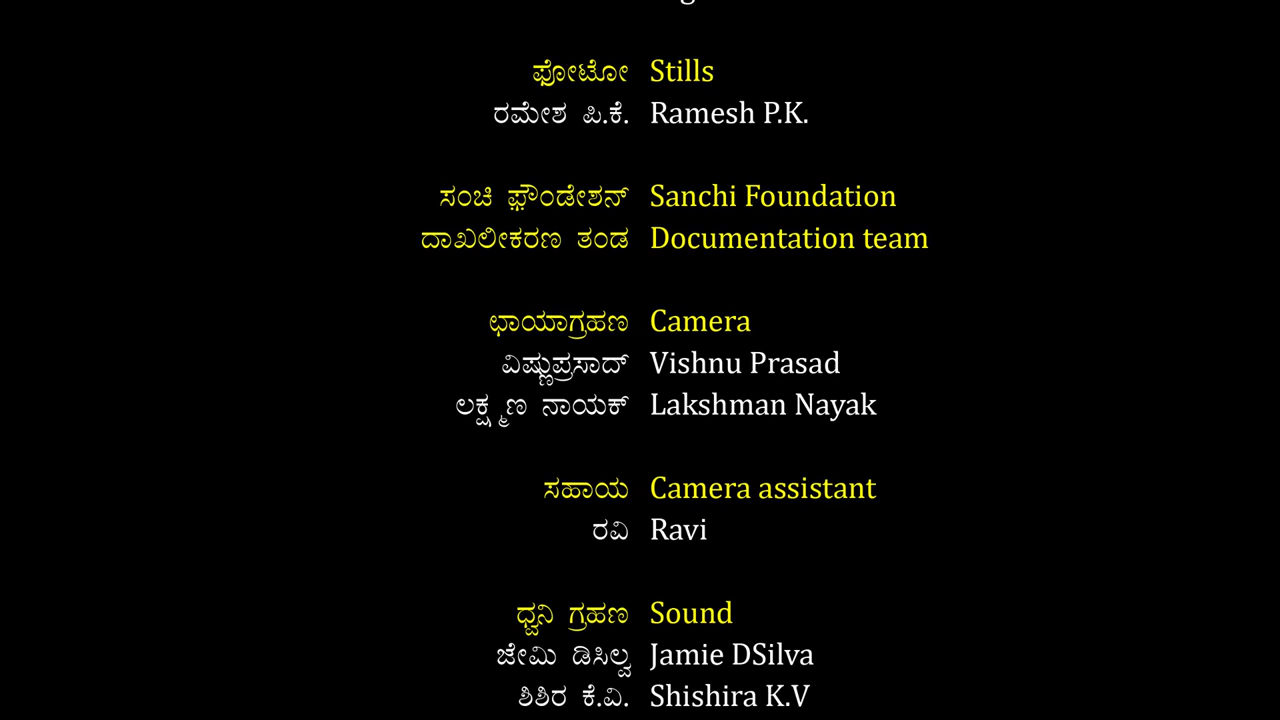 ಫೋಟೋ Stills
ರಮೇಶ ಪಿ.ಕೆ. Ramesh P.K.
ಸಂಚಿ ಫ಼ೌಂಡೇಶನ್ Sanchi Foundation
ದಾಖಲೀಕರಣ ತಂಡ Documentation team
ಛಾಯಾಗ್ರಹಣ Camera
ವಿಷ್ಣುಪ್ರಸಾದ್ Vishnu Prasad
ಲಕ್ಷ್ಮಣ ನಾಯಕ್ Lakshman Nayak
ಸಹಾಯ Camera assistant
ರವಿ Ravi
ಧ್ವನಿ ಗ್ರಹಣ Sound
ಜೇಮಿ ಡಿಸಿಲ್ವ Jamie DSilva
ಶಿಶಿರ ಕೆ.ವಿ. Shishira K.V